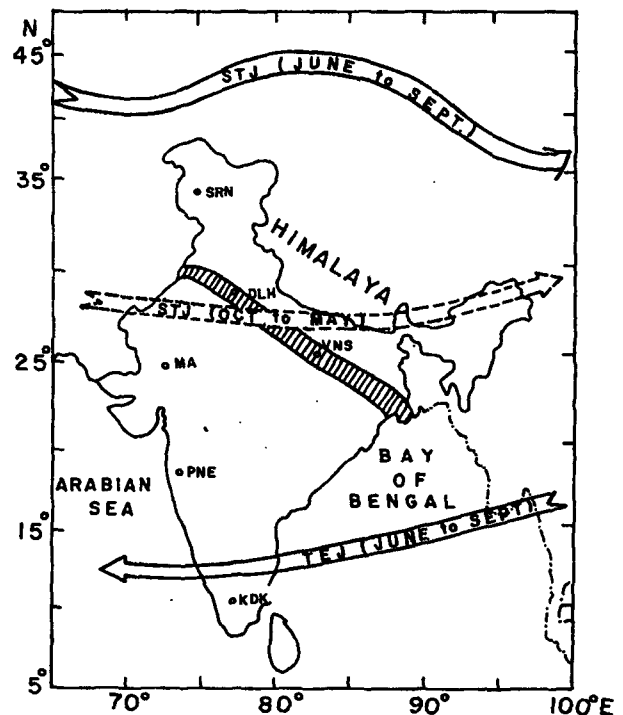 N
45°
STJ (JUNE to SEPT.)
35°
SRN
HIMALAYA
DLH
STJ (OCT to MAY)
VNS
25°
MA
PNE
ARABIAN
SEA
BAY
OF
BENGAL
15°
TEJ (JUNE to SEPT)
KDK
5°
70° 80° 90° 100°E